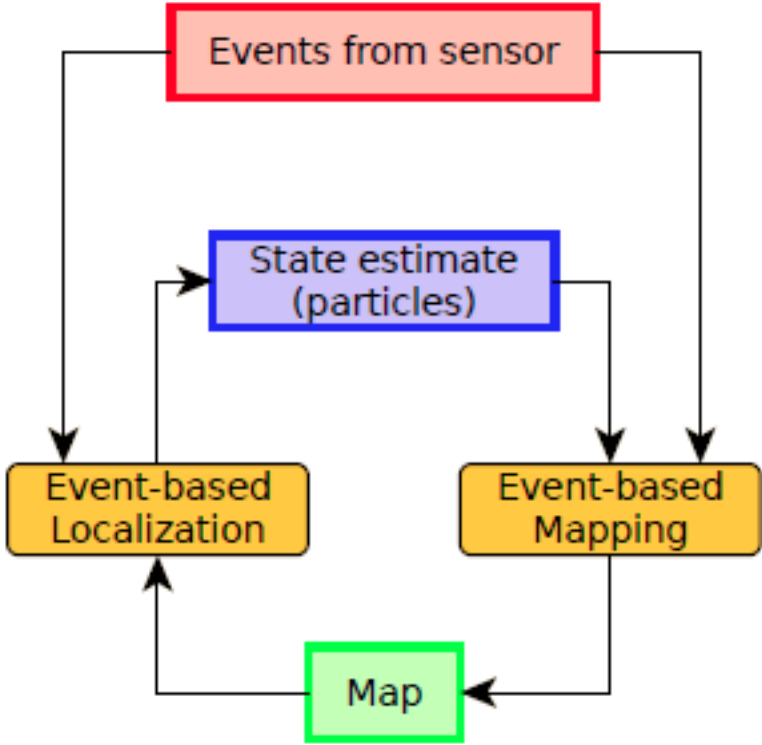 Events from sensor
State estimate
(particles)
Event-based
Localization
Event-based
Mapping
Map